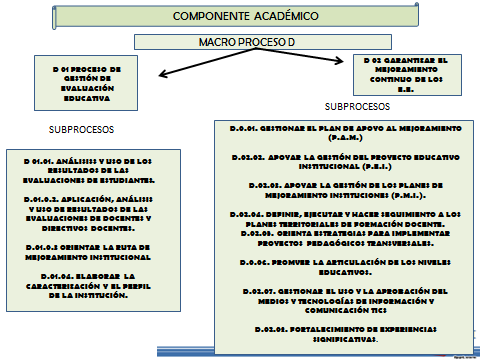 COMPONENTE ACADÉMICO
MACRO PROCESO D
D 01 PROCESO DE
GESTIÓN DE
EVALUACIÓN
EDUCATIVA
D 02 GARANTIZAR EL
MEJORAMIENTO
CONTINUO DE LOS
E.E.
SUBPROCESOS
SUBPROCESOS
D 01.01. ANÁLISISS Y USO DE LOS
RESULTADOS DE LAS
EVALUACIONES DE ESTUDIANTES.
D.01.0.2. APLICACIÓN, ANÁLISIS
Y USO DE RESULTADOS DE LAS
EVALUACIONES DE DOCENTES Y
DIRECTIVOS DOCENTES.
D.01.0.3 ORIENTAR LA RUTA DE
MEJORAMIENTO INSTITUCIONAL
D.01.04. ELABORAR LA
CARACTERIZACIÓN Y EL PERFIL
DE LA INSTITUCIÓN.
D.0.01. GESTIONAR EL PLAN DE APOYO AL MEJORAMIENTO
(P.A.M.)
D.02.02. APOYAR LA GESTIÓN DEL PROYECTO EDUCATIVO
INSTITUCIONAL (P.E.I.)
D.02.03. APOYAR LA GESTIÓN DE LOS PLANES DE
MEJORAMIENTO INSTITUCIONES (P.M.I.).
D.02.04. DEFINIR, EJECUTAR Y HACER SEGUIMIENTO A LOS
PLANES TERRITORIALES DE FORMACIÓN DOCENTE.
D.02.05. ORIENTA ESTRATEGIAS PARA IMPLEMENTAR
PROYECTOS PEDAGÓGICOS TRANSVERSALES.
D.0.06. PROMVER LA ARTICULACIÓN DE LOS NIVELES
EDUCATIVOS.
D.02.07. GESTIONAR EL USO Y LA APROBACIÓN DEL
MEDIOS Y TECNOLOGÍAS DE INFORMACIÓN Y
COMUNICACIÓN TICS
D.02.08. FORTALECIMIENTO DE EXPERIENCIAS
SIGNIFICATIVAS.